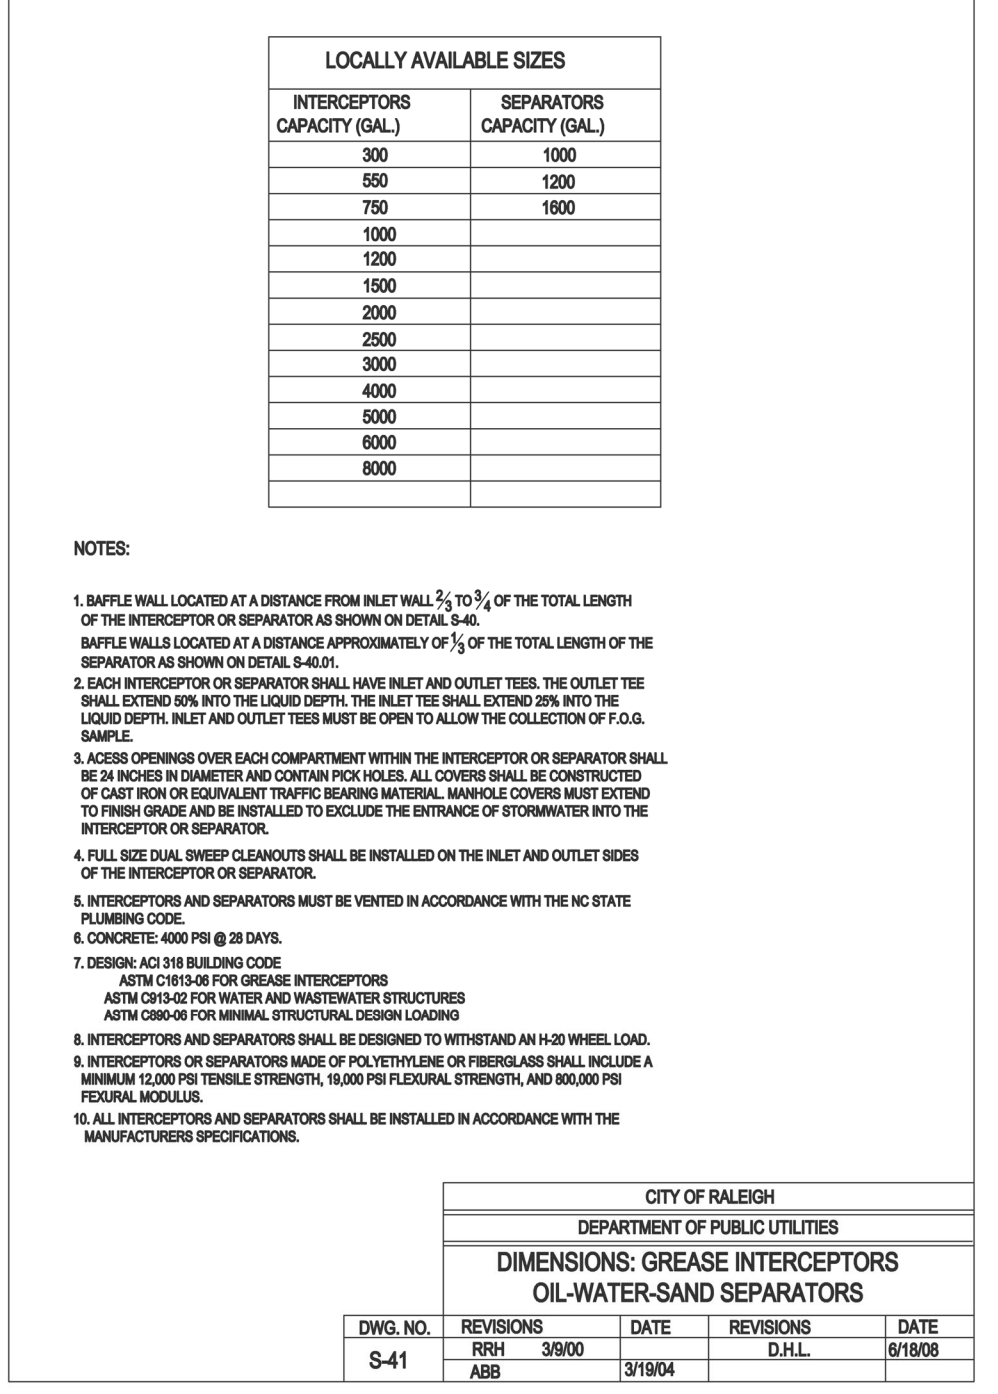 LOCALLY AVAILABLE SIZES
INTERCEPTORS SEPARATORS
CAPACITY (GAL.) CAPACITY (GAL.)
300 1000
550 1200
750 1600
1000
1200
1500
2000
2500
3000
4000
5000
6000
8000
NOTES:
1. BAFFLE WALL LOCATED AT A DISTANCE FROM INLET WALL 2/3 TO 3/4 OF THE TOTAL LENGTH
OF THE INTERCEPTOR OR SEPARATOR AS SHOWN ON DETAIL S-40.
BAFFLE WALLS LOCATED AT A DISTANCE APPROXIMATELY OF 1/3 OF THE TOTAL LENGTH OF THE
SEPARATOR AS SHOWN ON DETAIL S-40.01.
2. EACH INTERCEPTOR OR SEPARATOR SHALL HAVE INLET AND OUTLET TEES. THE OUTLET TEE
SHALL EXTEND 50% INTO THE LIQUID DEPTH. THE INLET TEE SHALL EXTEND 25% INTO THE
LIQUID DEPTH. INLET AND OUTLET TEES MUST BE OPEN TO ALLOW THE COLLECTION OF F.O.G.
SAMPLE.
3. ACESS OPENINGS OVER EACH COMPARTMENT WITHIN THE INTERCEPTOR OR SEPARATOR SHALL
BE 24 INCHES IN DIAMETER AND CONTAIN PICK HOLES. ALL COVERS SHALL BE CONSTRUCTED
OF CAST IRON OR EQUIVALENT TRAFFIC BEARING MATERIAL. MANHOLE COVERS MUST EXTEND
TO FINISH GRADE AND BE INSTALLED TO EXCLUDE THE ENTRANCE OF STORMWATER INTO THE
INTERCEPTOR OR SEPARATOR.
4. FULL SIZE DUAL SWEEP CLEANOUTS SHALL BE INSTALLED ON THE INLET AND OUTLET SIDES
OF THE INTERCEPTOR OR SEPARATOR.
5. INTERCEPTORS AND SEPARATORS MUST BE VENTED IN ACCORDANCE WITH THE NC STATE
PLUMBING CODE.
6. CONCRETE: 4000 PSI @ 28 DAYS.
7. DESIGN: ACI 318 BUILDING CODE
ASTM C1613-06 FOR GREASE INTERCEPTORS
ASTM C913-02 FOR WATER AND WASTEWATER STRUCTURES
ASTM C890-06 FOR MINIMAL STRUCTURAL DESIGN LOADING
8. INTERCEPTORS AND SEPARATORS SHALL BE DESIGNED TO WITHSTAND AN H-20 WHEEL LOAD.
9. INTERCEPTORS OR SEPARATORS MADE OF POLYETHYLENE OR FIBERGLASS SHALL INCLUDE A
MINIMUM 12,000 PSI TENSILE STRENGTH, 19,000 PSI FLEXURAL STRENGTH, AND 800,000 PSI
FEXURAL MODULUS.
10. ALL INTERCEPTORS AND SEPARATORS SHALL BE INSTALLED IN ACCORDANCE WITH THE
MANUFACTURERS SPECIFICATIONS.
CITY OF RALEIGH
DEPARTMENT OF PUBLIC UTILITIES
DIMENSIONS: GREASE INTERCEPTORS
OIL-WATER-SAND SEPARATORS
DWG. NO. REVISIONS DATE REVISIONS DATE
S-41 RRH 3/9/00 D.H.L. 6/18/08
ABB 3/19/04